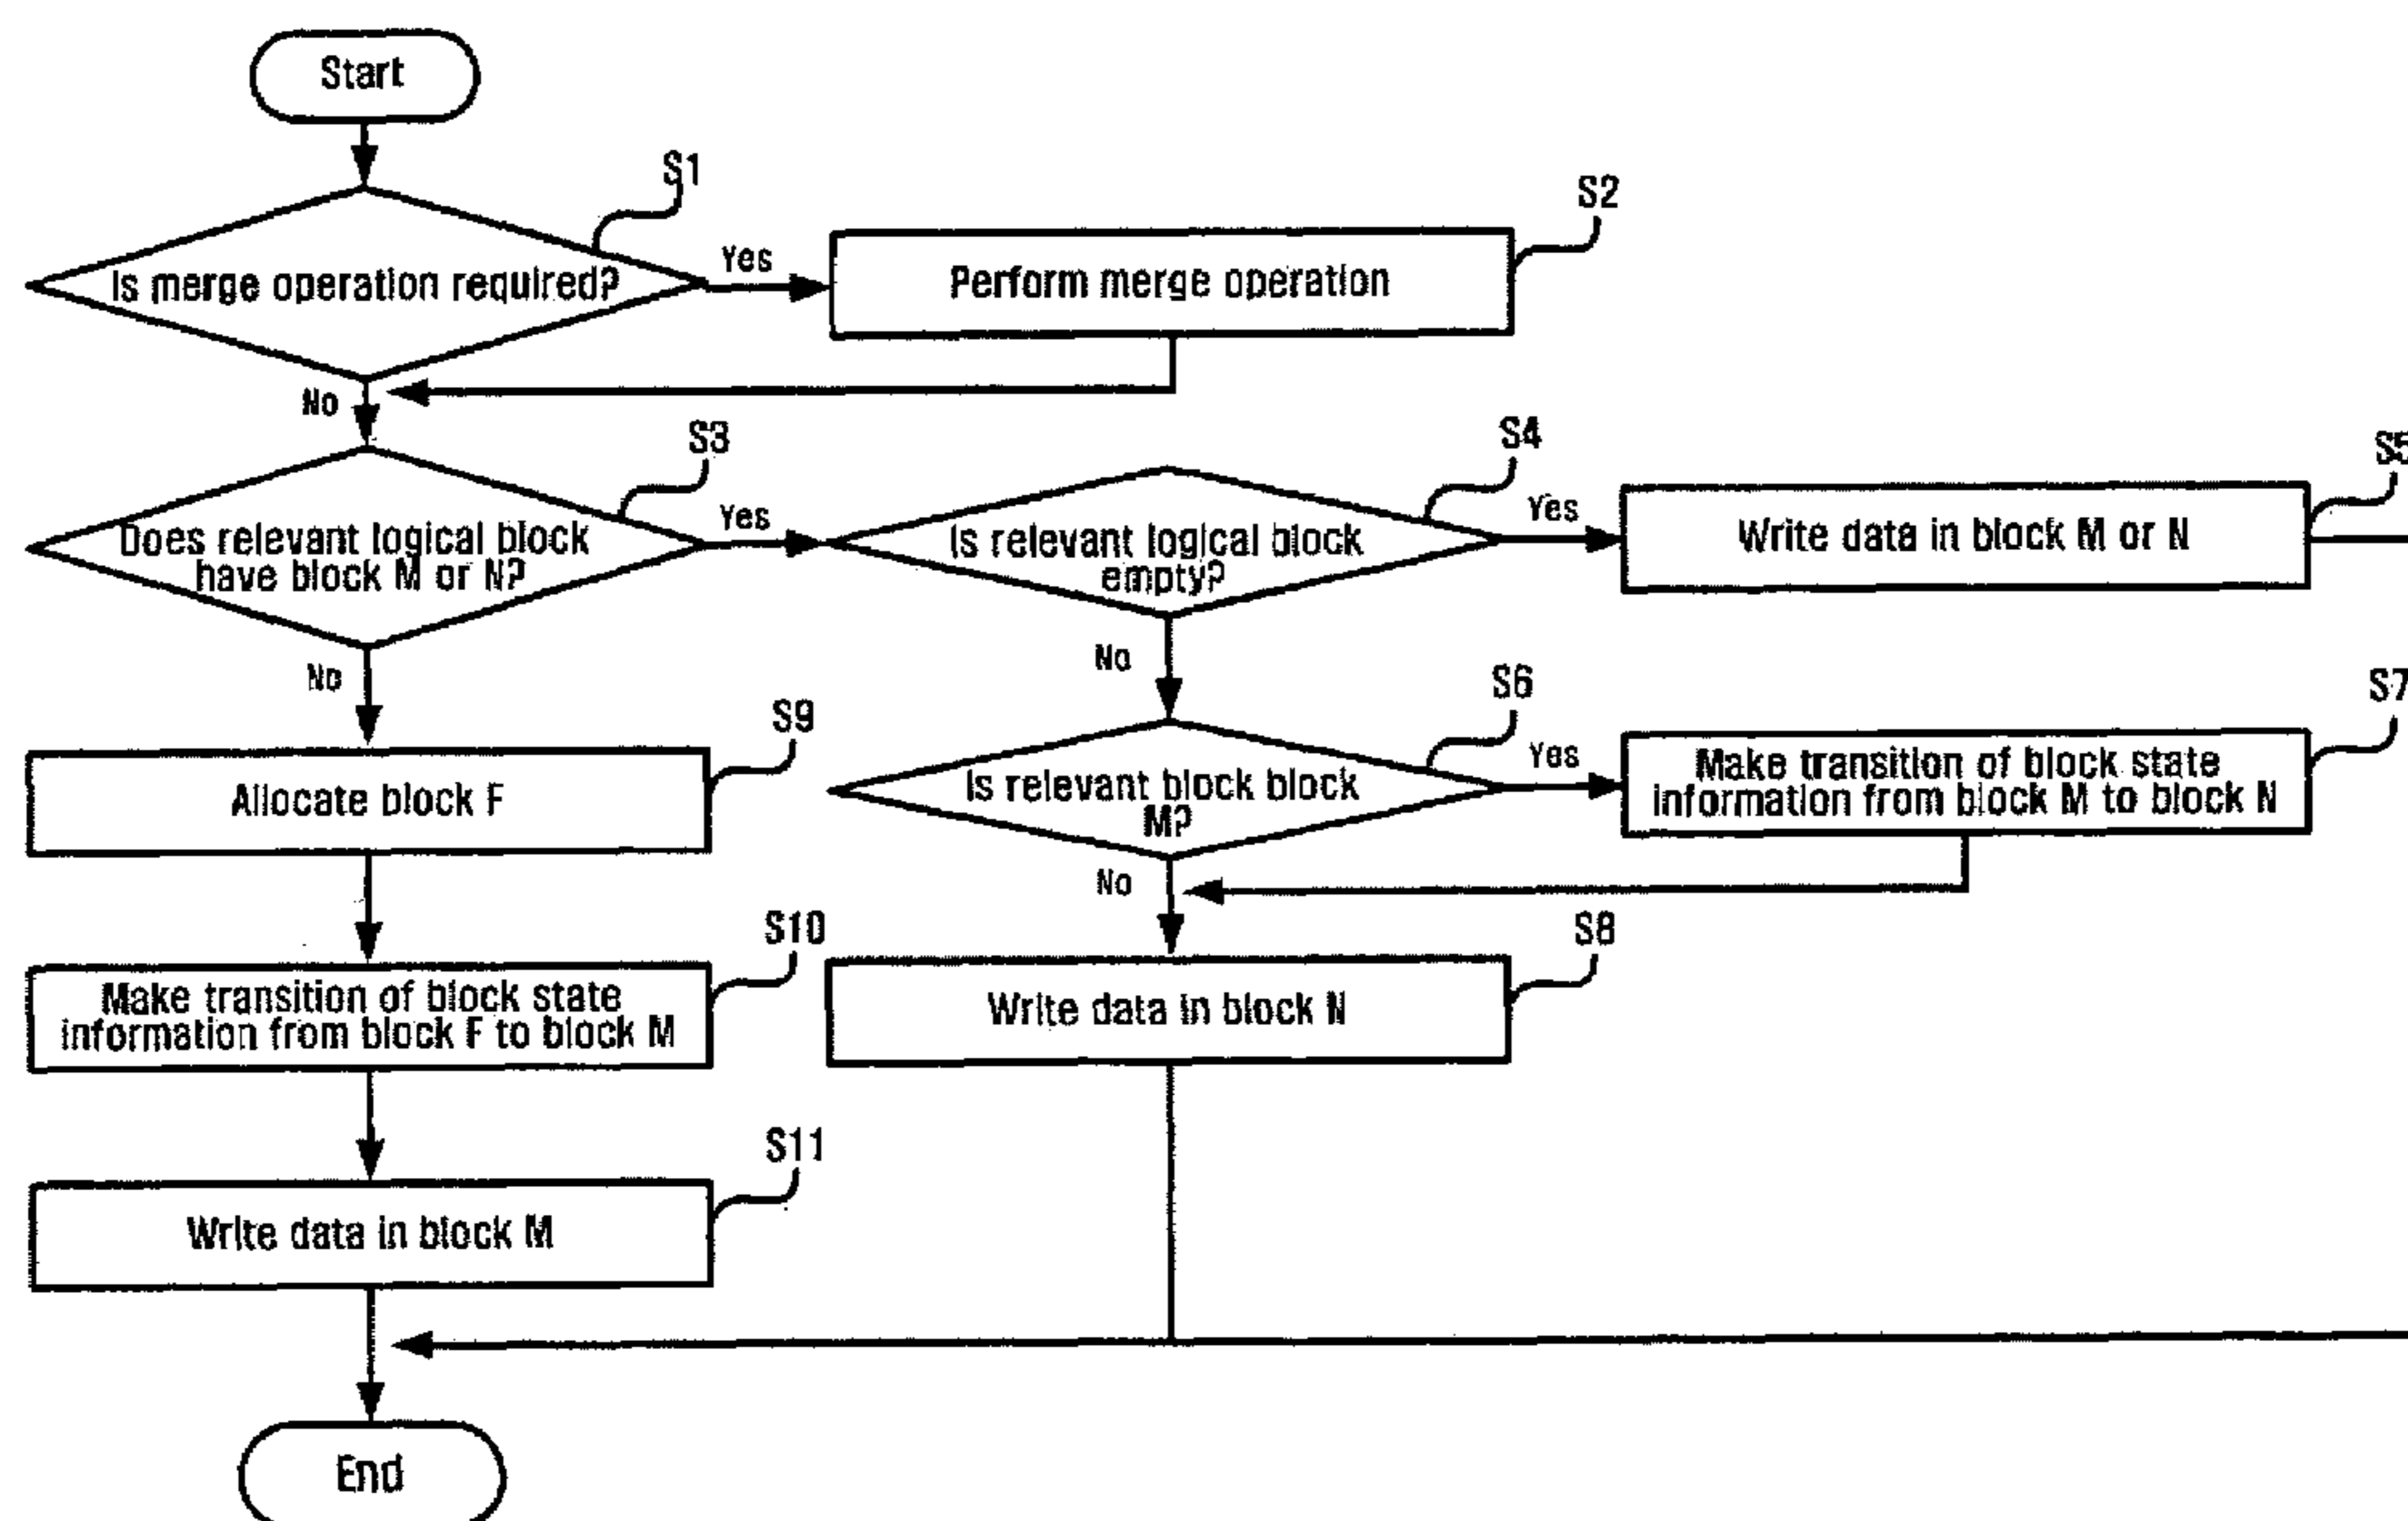 Start
S1
Is merge operation required?
Yes
S2
Perform merge operation
No
S3
Does relevant logical block
have block M or N?
Yes
S4
Is relevant logical block
empty?
Yes
S5
Write data in block M or N
No
No
S6
Is relevant block block
M?
Yes
S7
Make transition of block state
information from block M to block N
S9
Allocate block F
No
S10
Make transition of block state
information from block F to block M
S8
Write data in block N
S11
Write data in block M
End